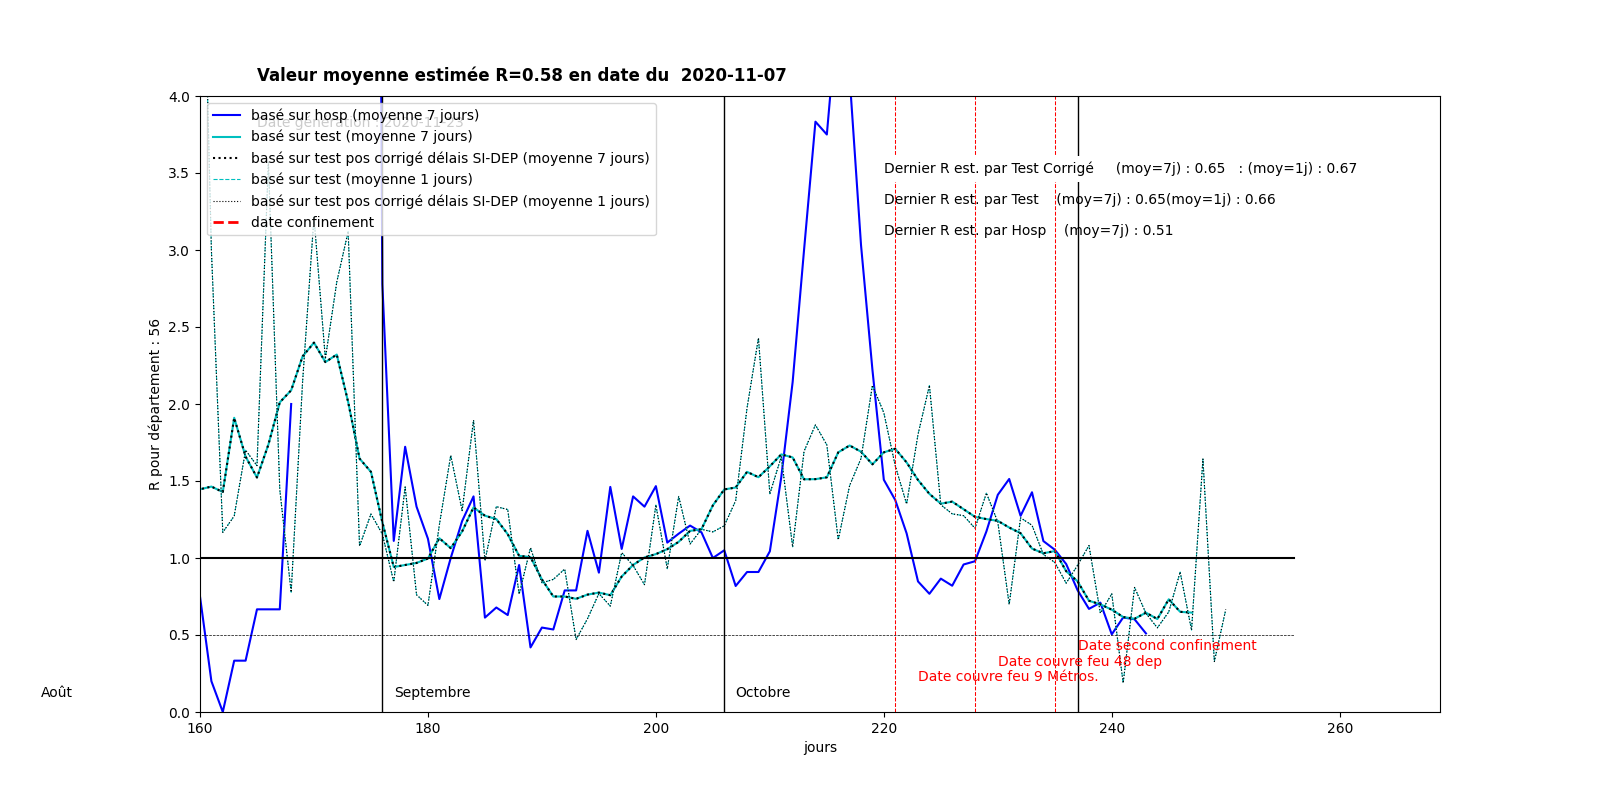 Valeur moyenne estimée R=0.58 en date du  2020-11-07
Date génération : 2020-11-23
basé sur hosp (moyenne 7 jours)
basé sur test (moyenne 7 jours)
basé sur test pos corrigé délais SI-DEP (moyenne 7 jours)
basé sur test (moyenne 1 jours)
basé sur test pos corrigé délais SI-DEP (moyenne 1 jours)
date confinement
Dernier R est. par Test Corrigé (moy=7j) : 0.65 : (moy=1j) : 0.67
Dernier R est. par Test (moy=7j) : 0.65(moy=1j) : 0.66
Dernier R est. par Hosp (moy=7j) : 0.51
4.0
3.5
3.0
2.5
2.0
1.5
1.0
0.5
0.0
R pour département : 56
Date second confinement
Date couvre feu 48 dep
Date couvre feu 9 Métros.
Août
Septembre
Octobre
160 180 200 220 240 260
jours